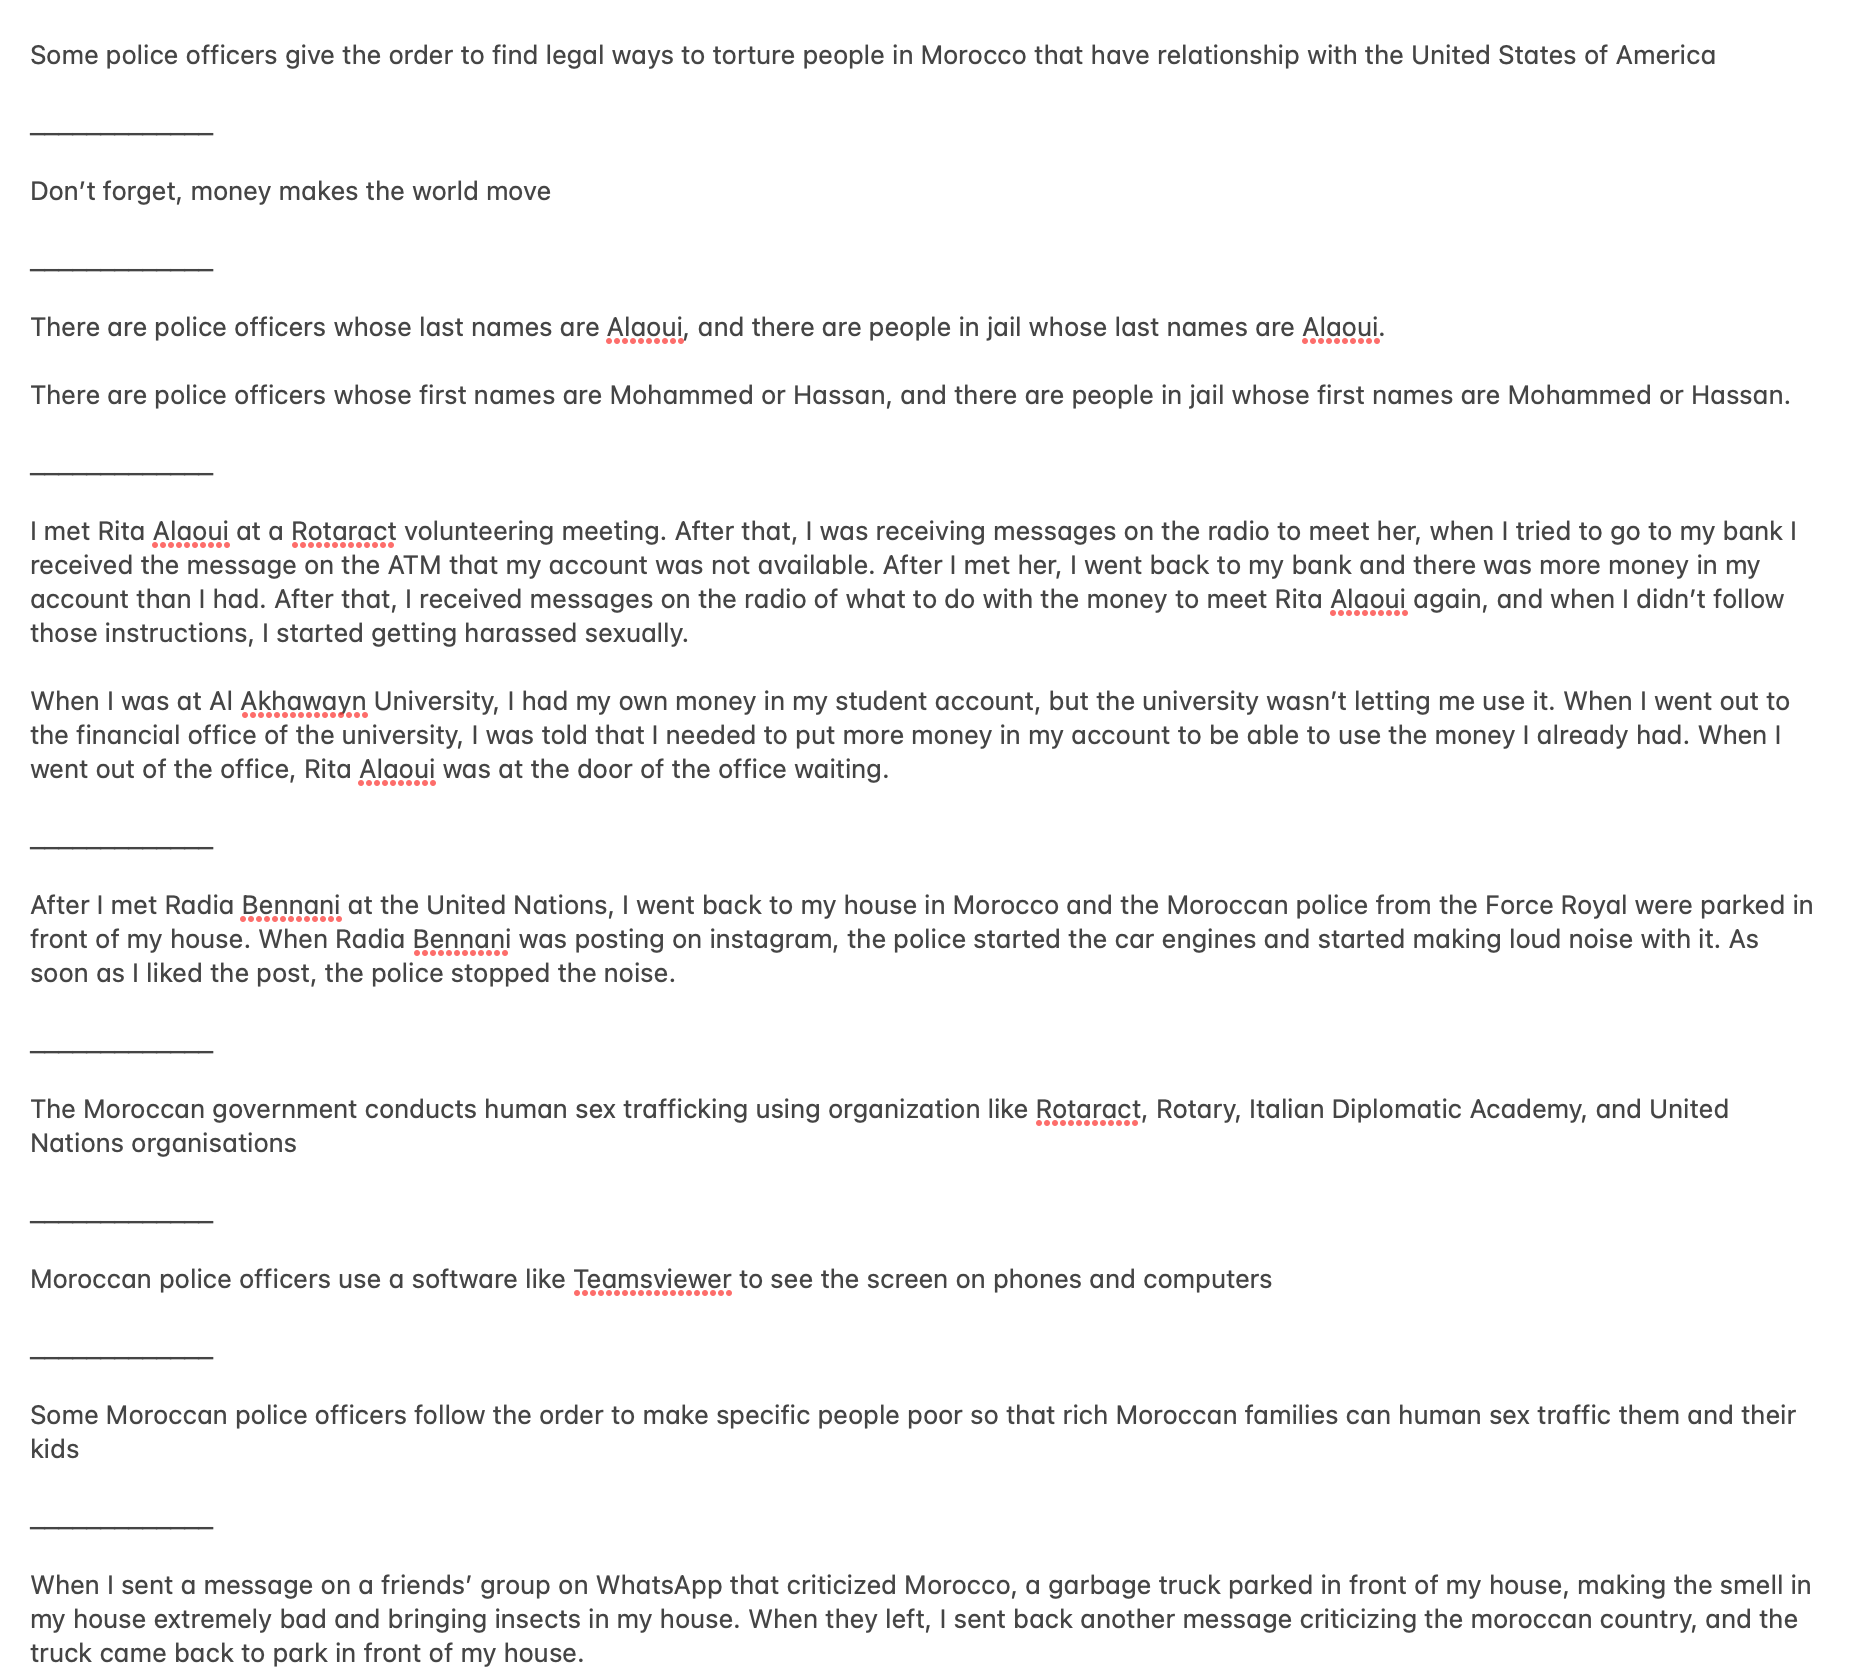 Some police officers give the order to find legal ways to torture people in Morocco that have relationship with the United States of America
_____________
Don’t forget, money makes the world move
_____________
There are police officers whose last names are Alaoui, and there are people in jail whose last names are Alaoui.
There are police officers whose first names are Mohammed or Hassan, and there are people in jail whose first names are Mohammed or Hassan.
_____________
I met Rita Alaoui at a Rotaract volunteering meeting. After that, I was receiving messages on the radio to meet her, when I tried to go to my bank I
received the message on the ATM that my account was not available. After I met her, I went back to my bank and there was more money in my
account than I had. After that, I received messages on the radio of what to do with the money to meet Rita Alaoui again, and when I didn’t follow
those instructions, I started getting harassed sexually.
When I was at Al Akhawayn University, I had my own money in my student account, but the university wasn’t letting me use it. When I went out to
the financial office of the university, I was told that I needed to put more money in my account to be able to use the money I already had. When I
went out of the office, Rita Alaoui was at the door of the office waiting.
_____________
After I met Radia Bennani at the United Nations, I went back to my house in Morocco and the Moroccan police from the Force Royal were parked in
front of my house. When Radia Bennani was posting on instagram, the police started the car engines and started making loud noise with it. As
soon as I liked the post, the police stopped the noise.
_____________
The Moroccan government conducts human sex trafficking using organization like Rotaract, Rotary, Italian Diplomatic Academy, and United
Nations organisations
_____________
Moroccan police officers use a software like Teamsviewer to see the screen on phones and computers
_____________
Some Moroccan police officers follow the order to make specific people poor so that rich Moroccan families can human sex traffic them and their
kids
_____________
When I sent a message on a friends’ group on WhatsApp that criticized Morocco, a garbage truck parked in front of my house, making the smell in
my house extremely bad and bringing insects in my house. When they left, I sent back another message criticizing the moroccan country, and the
truck came back to park in front of my house.